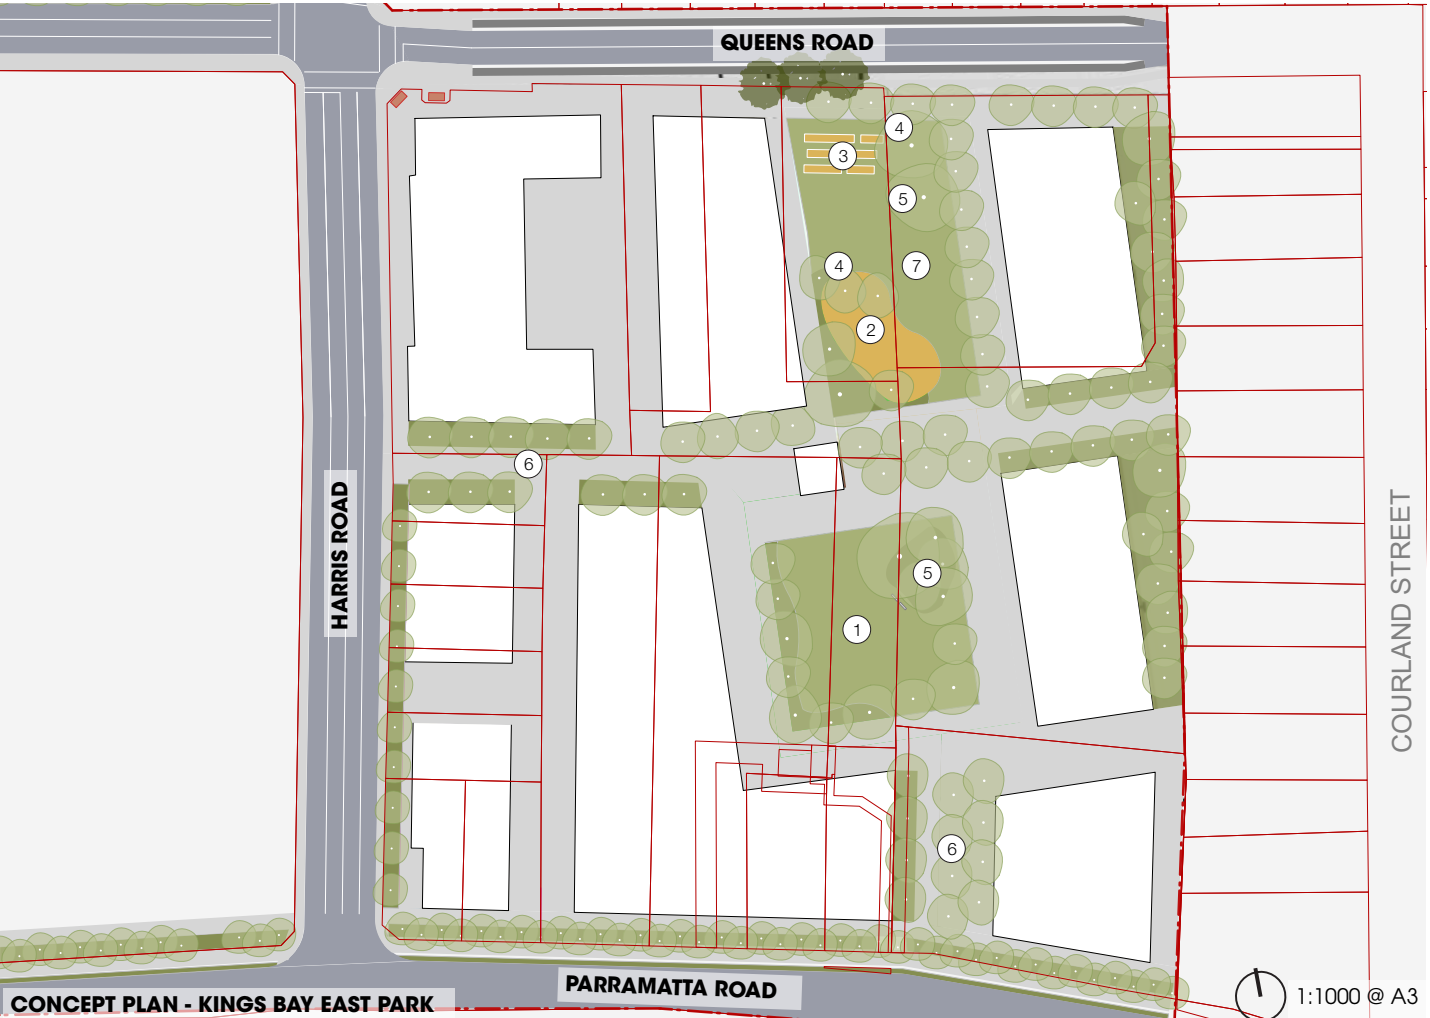 QUEENS ROAD
4
3
5
4
7
2
6
HARRIS ROAD
COURLAND STREET
5
1
6
PARRAMATTA ROAD
CONCEPT PLAN - KINGS BAY EAST PARK
1:1000 @ A3